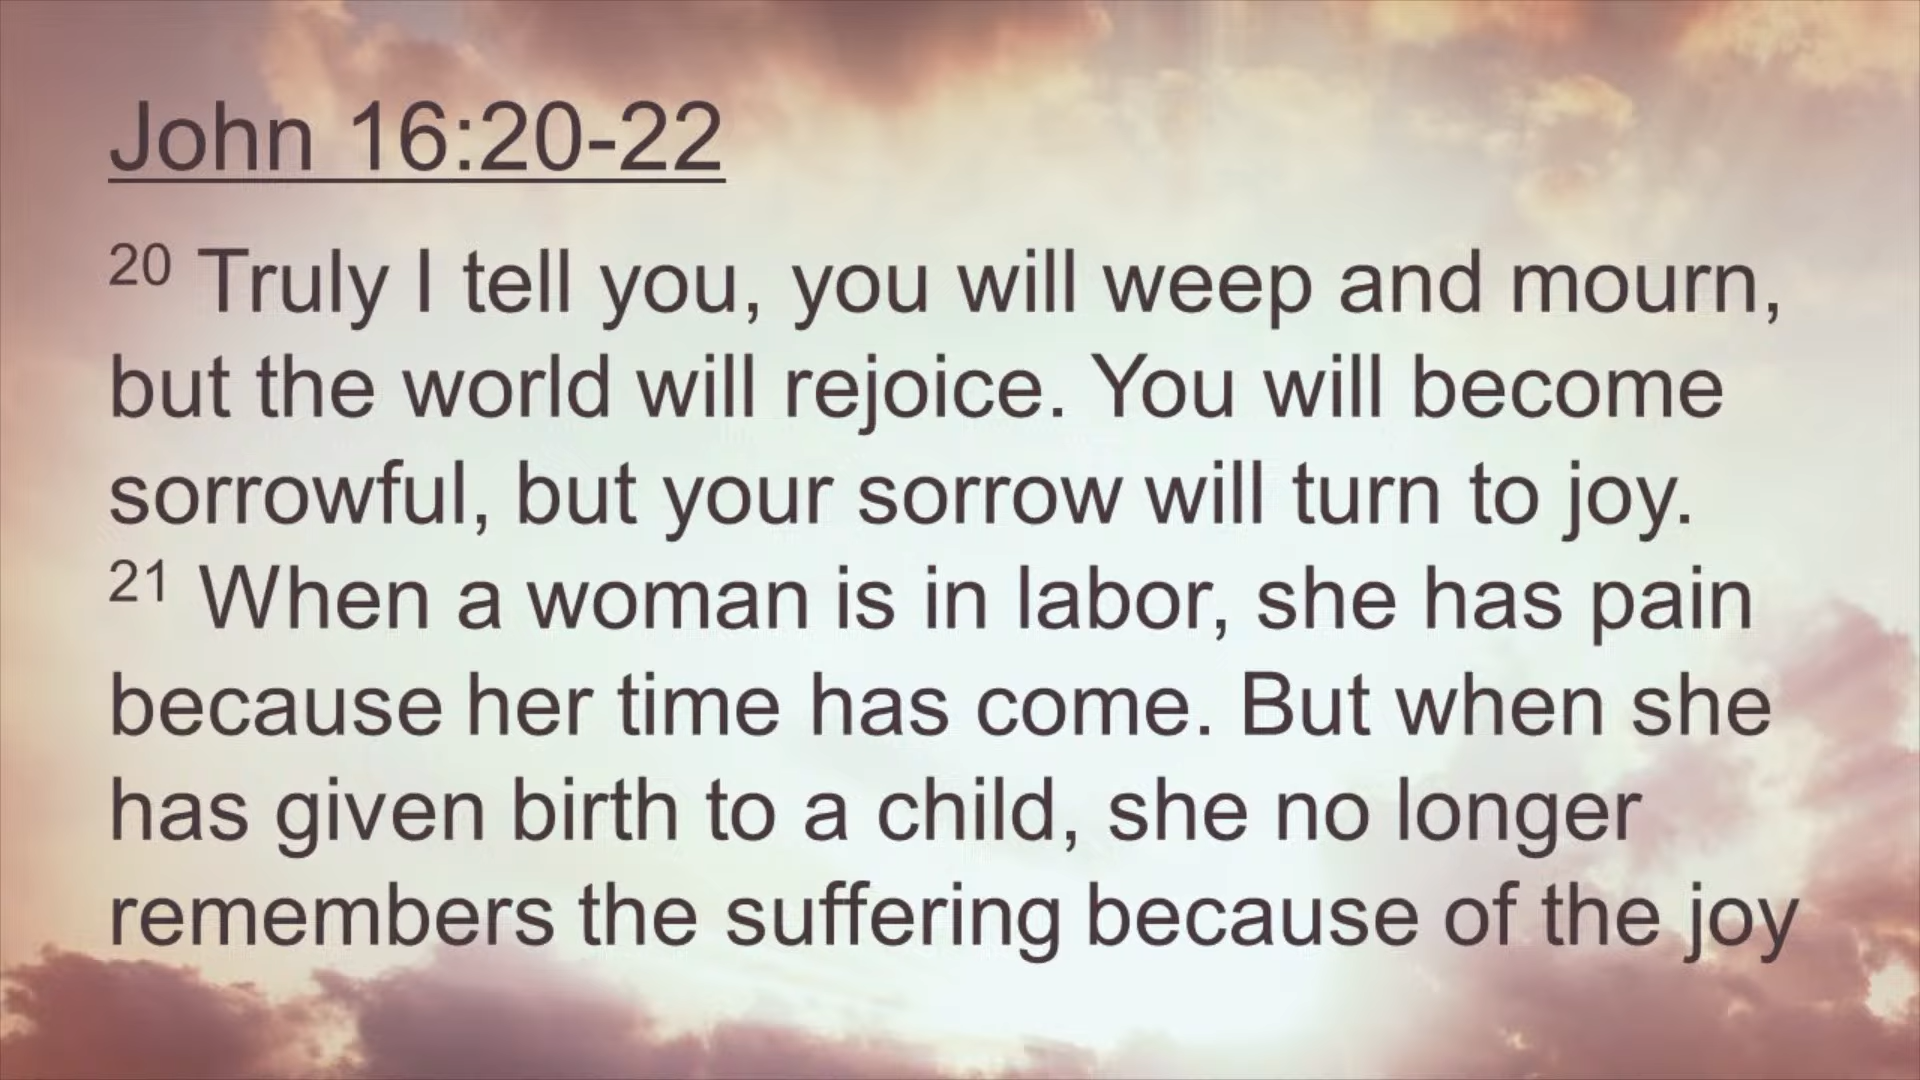 John 16:20-22
20 Truly I tell you, you will weep and mourn,
but the world will rejoice. You will become
sorrowful, but your sorrow will turn to joy.
21 When a woman is in labor, she has pain
because her time has come. But when she
has given birth to a child, she no longer
remembers the suffering because of the joy